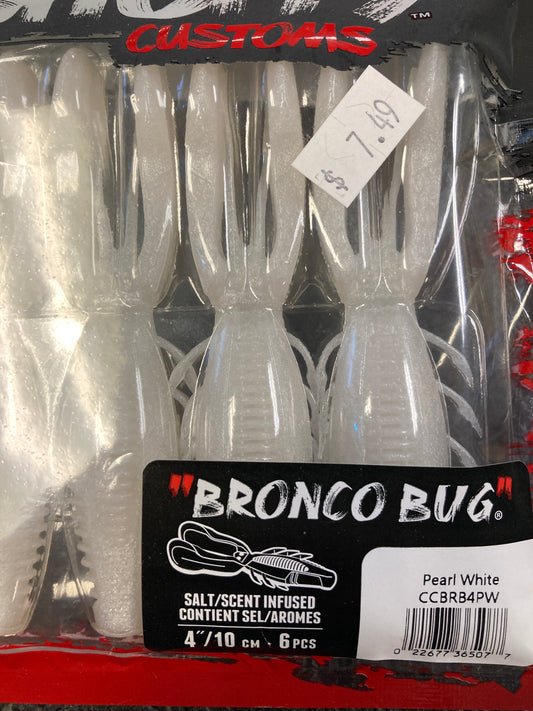 CUSTOMS™
$7.49
"BRONCO BUG"®
SALT/SCENT INFUSED
CONTIENT SEL/AROMES
4"/10 CM - 6 PCS
Pearl White
CCBRB4PW
0 22677 36507 7